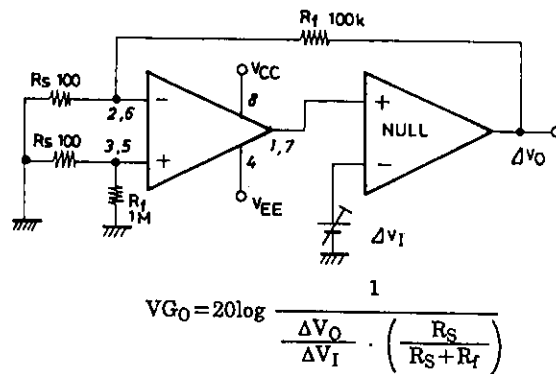 Rf 100k
Rs 100
2,6
−
VCC
8
+
NULL
−
1,7
ΔVO
Rs 100
3,5
+
4
Rf
1M
VEE
ΔVI
VGO=20log 1 / (ΔVO/ΔVI · (RS/(RS+Rf)))